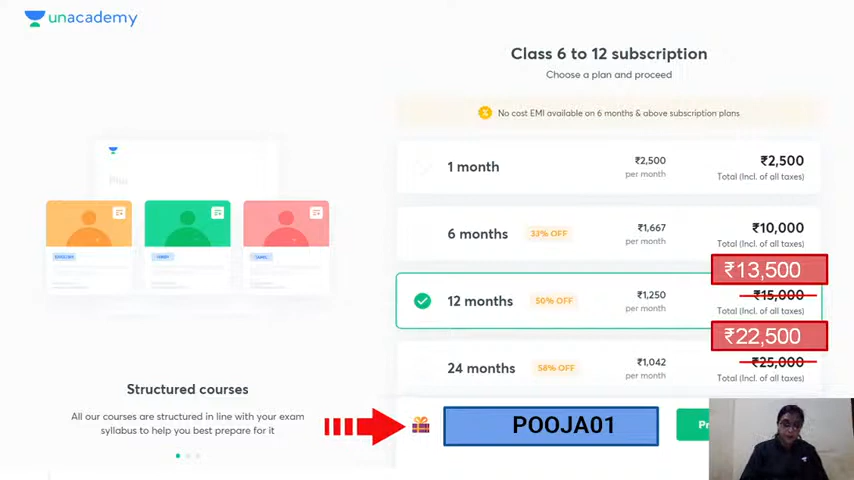 unacademy
Class 6 to 12 subscription
Choose a plan and proceed
No cost EMI available on 6 months & above subscription plans
1 month
₹2,500
per month
₹2,500
Total (Incl. of all taxes)
6 months
33% OFF
₹1,667
per month
₹10,000
Total (Incl. of all taxes)
₹13,500
12 months
50% OFF
₹1,250
per month
₹15,000
Total (Incl. of all taxes)
₹22,500
24 months
58% OFF
₹1,042
per month
₹25,000
Total (Incl. of all taxes)
Structured courses
All our courses are structured in line with your exam
syllabus to help you best prepare for it
POOJA01